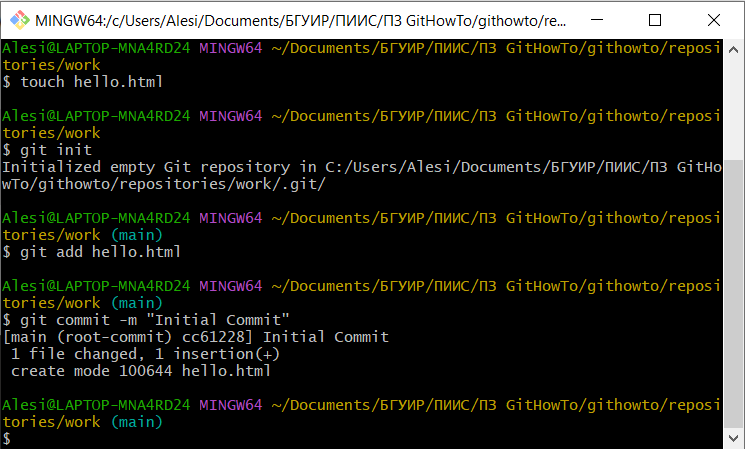 MINGW64:/c/Users/Alesi/Documents/БГУИР/ПИИС/ПЗ GitHowTo/githowto/re...
Alesi@LAPTOP-MNA4RD24 MINGW64 ~/Documents/БГУИР/ПИИС/ПЗ GitHowTo/githowto/reposi
tories/work
$ touch hello.html
Alesi@LAPTOP-MNA4RD24 MINGW64 ~/Documents/БГУИР/ПИИС/ПЗ GitHowTo/githowto/reposi
tories/work
$ git init
Initialized empty Git repository in C:/Users/Alesi/Documents/БГУИР/ПИИС/ПЗ GitHo
wTo/githowto/repositories/work/.git/
Alesi@LAPTOP-MNA4RD24 MINGW64 ~/Documents/БГУИР/ПИИС/ПЗ GitHowTo/githowto/reposi
tories/work (main)
$ git add hello.html
Alesi@LAPTOP-MNA4RD24 MINGW64 ~/Documents/БГУИР/ПИИС/ПЗ GitHowTo/githowto/reposi
tories/work (main)
$ git commit -m "Initial Commit"
[main (root-commit) cc61228] Initial Commit
 1 file changed, 1 insertion(+)
 create mode 100644 hello.html
Alesi@LAPTOP-MNA4RD24 MINGW64 ~/Documents/БГУИР/ПИИС/ПЗ GitHowTo/githowto/reposi
tories/work (main)
$